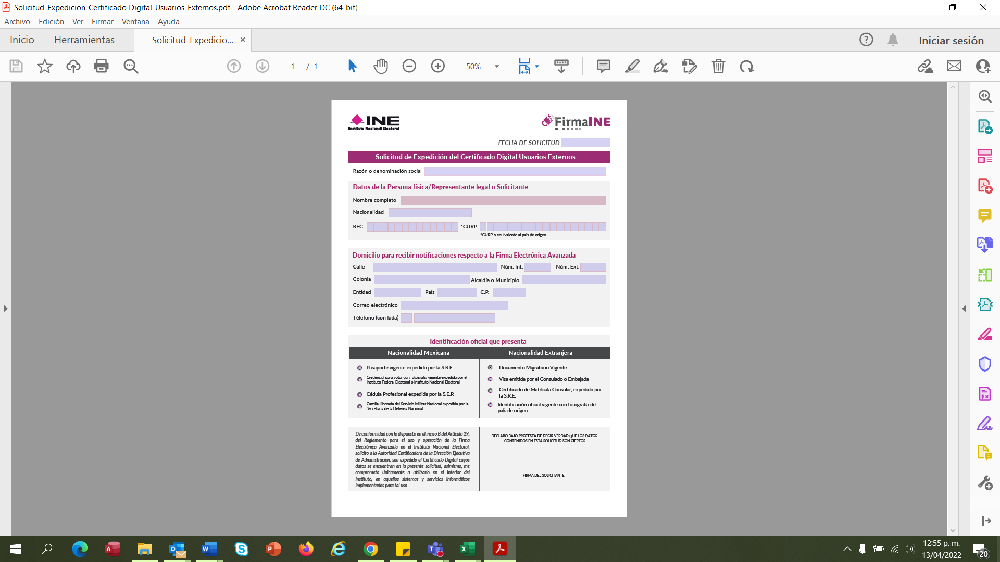 Solicitud_Expedicion_Certificado Digital_Usuarios_Externos.pdf - Adobe Acrobat Reader DC (64-bit)
Archivo Edición Ver Firmar Ventana Ayuda
Inicio Herramientas Solicitud_Expedicio... × Iniciar sesión
1 / 1 50%
INE
Instituto Nacional Electoral
FirmaINE
FECHA DE SOLICITUD
Solicitud de Expedición del Certificado Digital Usuarios Externos
Razón o denominación social
Datos de la Persona física/Representante legal o Solicitante
Nombre completo
Nacionalidad
RFC *CURP
*CURP o equivalente al país de origen
Domicilio para recibir notificaciones respecto a la Firma Electrónica Avanzada
Calle Núm. Int. Núm. Ext.
Colonia Alcaldía o Municipio
Entidad País C.P.
Correo electrónico
Télefono (con lada)
Identificación oficial que presenta
Nacionalidad Mexicana
Pasaporte vigente expedido por la S.R.E.
Credencial para votar con fotografía vigente expedida por el
Instituto Federal Electoral o Instituto Nacional Electoral
Cédula Profesional expedida por la S.E.P.
Cartilla Liberada del Servicio Militar Nacional expedida por la
Secretaria de la Defensa Nacional
Nacionalidad Extranjera
Documento Migratorio Vigente
Visa emitida por el Consulado o Embajada
Certificado de Matrícula Consular, expedido por
la S.R.E.
Identificación oficial vigente con fotografía del
país de origen
De conformidad con lo dispuesto en el inciso B del Artículo 29,
del Reglamento para el uso y operación de la Firma
Electrónica Avanzada en el Instituto Nacional Electoral,
solicito a la Autoridad Certificadora de la Dirección Ejecutiva
de Administración, sea expedido el Certificado Digital cuyos
datos se encuentran en la presente solicitud; asimismo, me
comprometo únicamente a utilizarlo en el interior del
Instituto, en aquellos sistemas y servicios informáticos
implementados para tal uso.
DECLARO BAJO PROTESTA DE DECIR VERDAD QUE LOS DATOS
CONTENIDOS EN ESTA SOLICITUD SON CIERTOS
FIRMA DEL SOLICITANTE
12:55 p. m.
13/04/2022
20